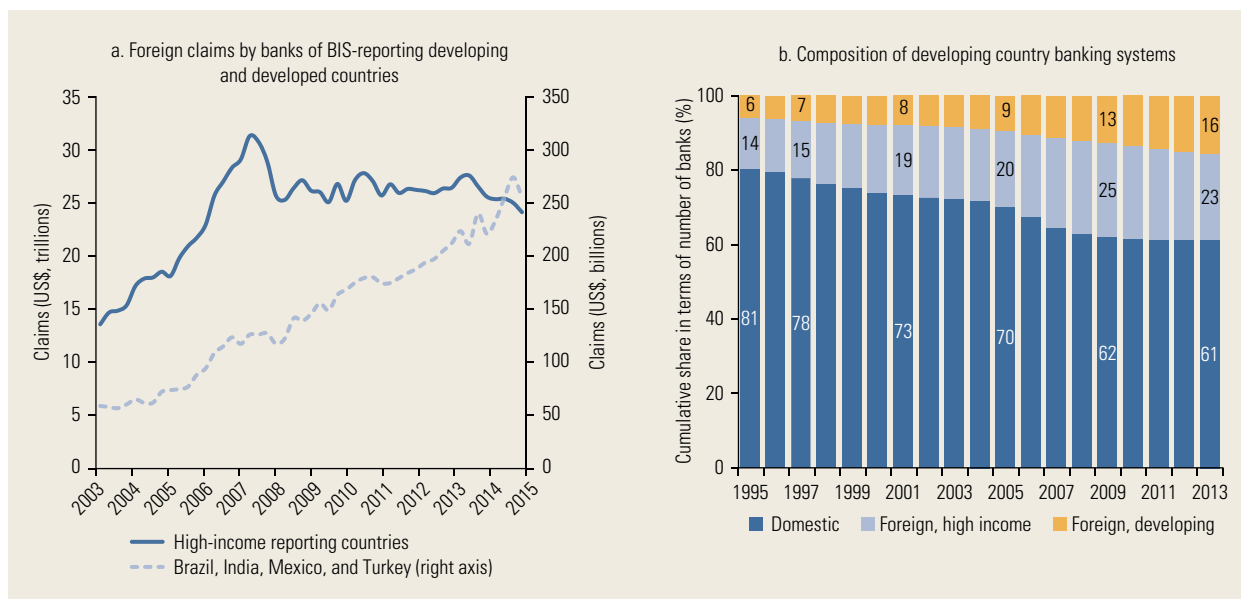 a. Foreign claims by banks of BIS-reporting developing
and developed countries
Claims (US$, trillions)
35
30
25
20
15
10
5
0
350
300
250
200
150
100
50
0
Claims (US$, billions)
2003
2004
2005
2006
2007
2008
2009
2010
2011
2012
2013
2014
2015
High-income reporting countries
Brazil, India, Mexico, and Turkey (right axis)
b. Composition of developing country banking systems
Cumulative share in terms of number of banks (%)
100
80
60
40
20
0
6 7 8 9 13 16
14 15 19 20 25 23
81 78 73 70 62 61
1995 1997 1999 2001 2003 2005 2007 2009 2011 2013
Domestic Foreign, high income Foreign, developing